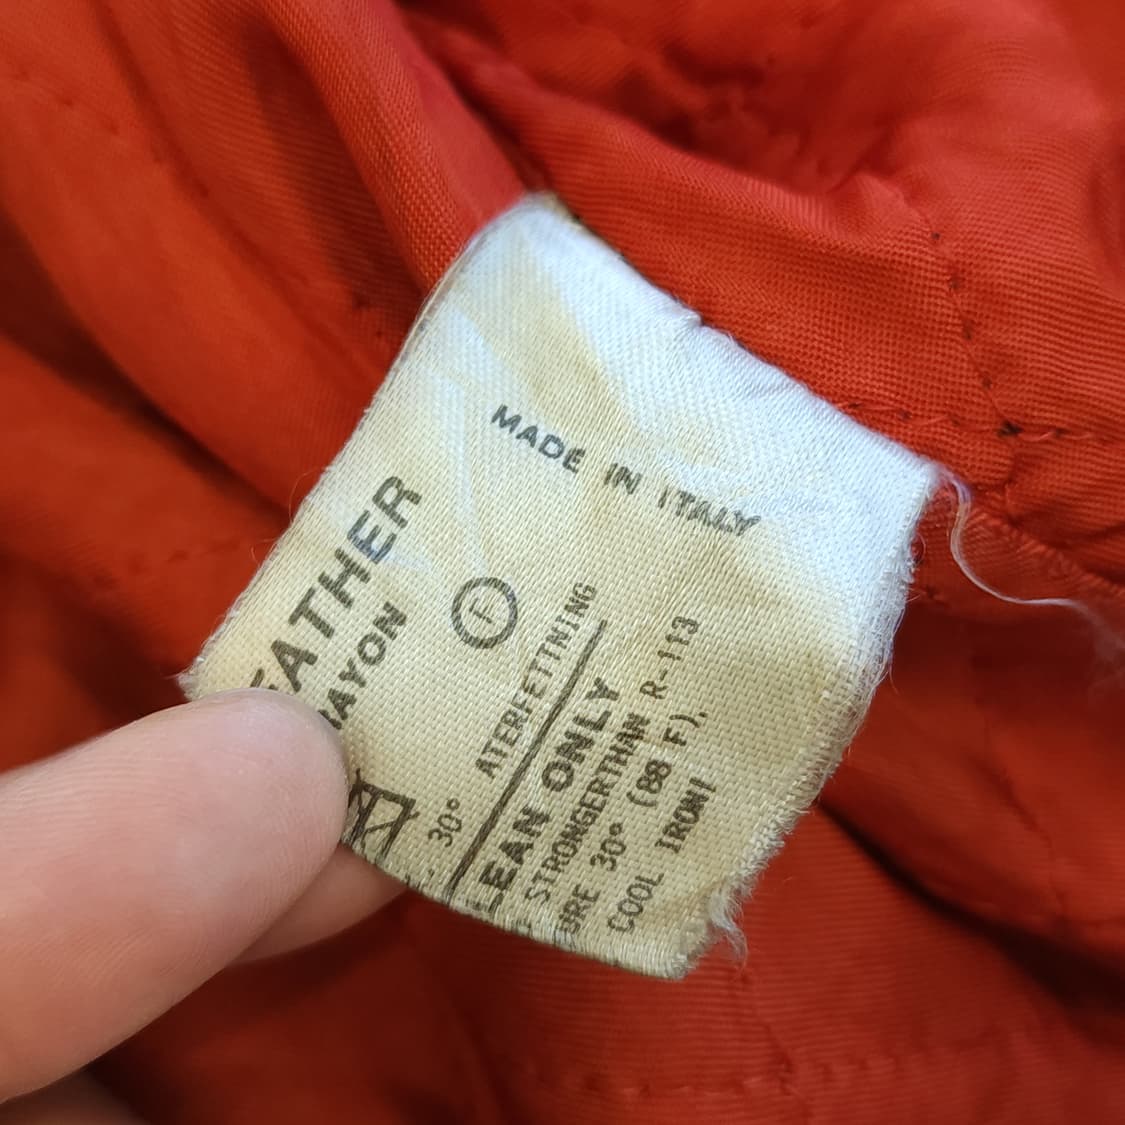 MADE IN ITALY
EATHER
RAYON
F
30° ATERFETTNING
LEAN ONLY
STRONGERTHAN R-113
URE 30° (88 F).
COOL IRON!